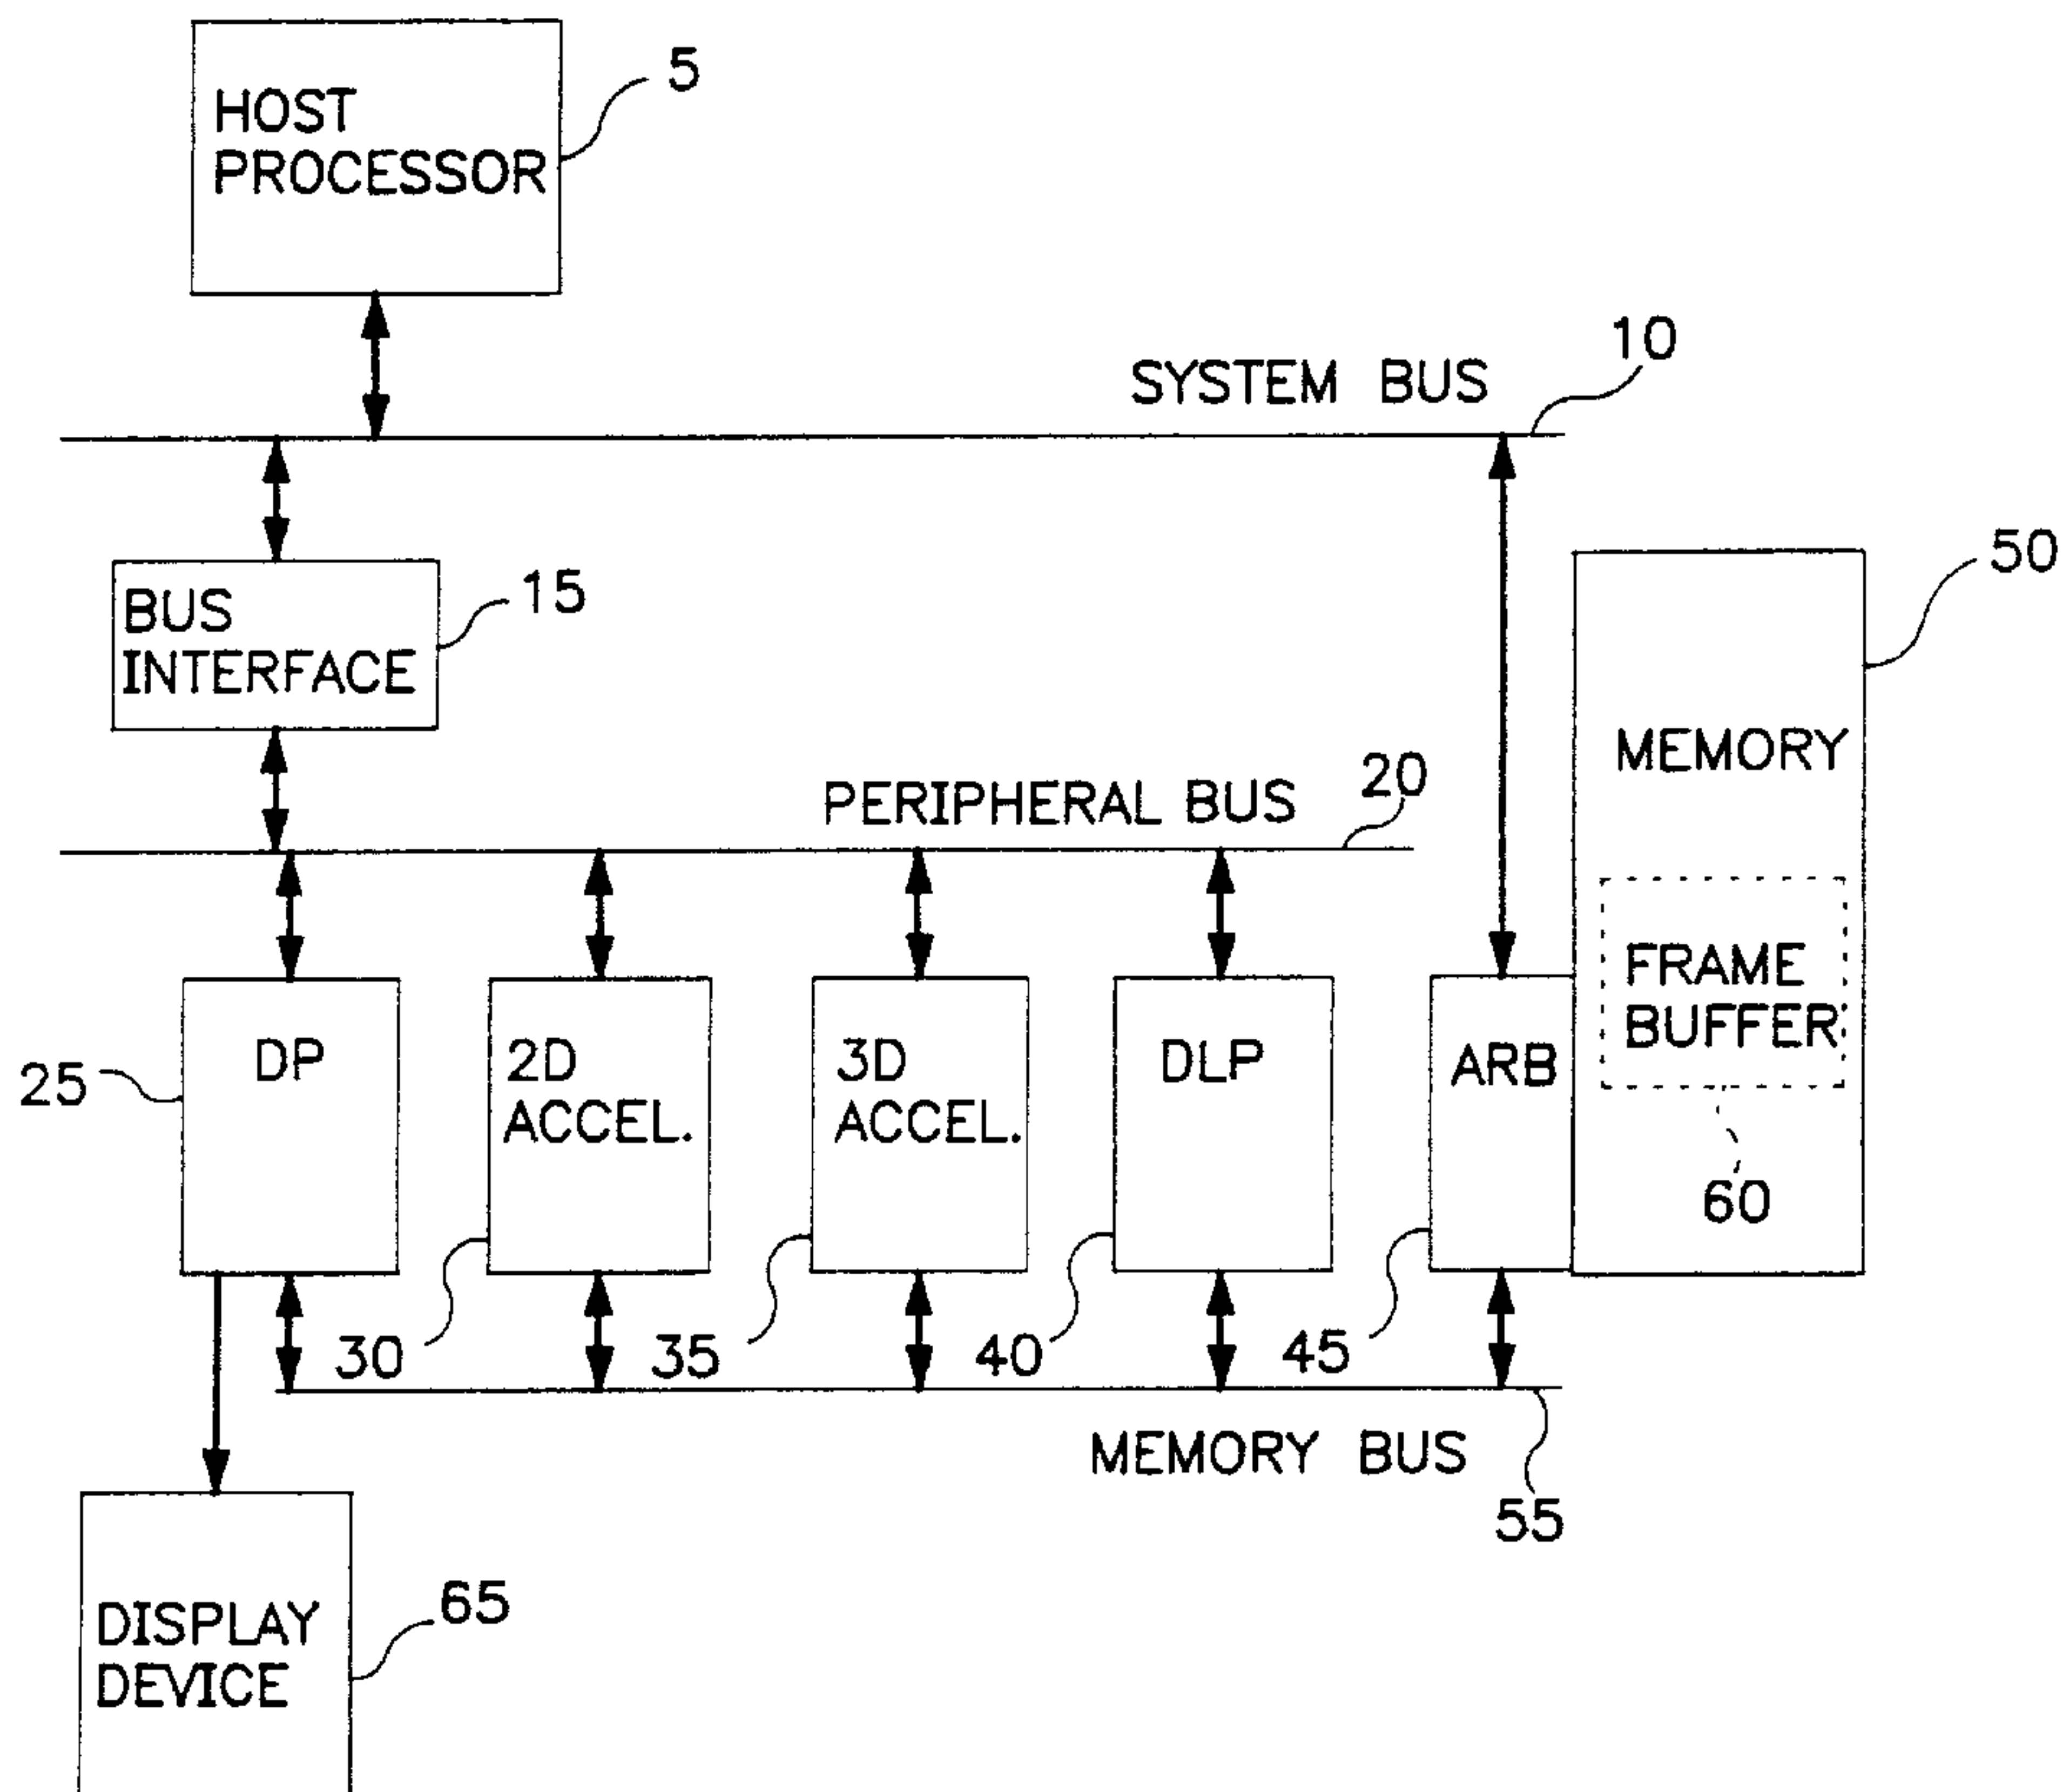 HOST
PROCESSOR
5
SYSTEM BUS
10
BUS
INTERFACE
15
50
MEMORY
PERIPHERAL BUS
20
FRAME
BUFFER
60
25
DP
2D
ACCEL.
3D
ACCEL.
DLP
ARB
30
35
40
45
MEMORY BUS
55
DISPLAY
DEVICE
65